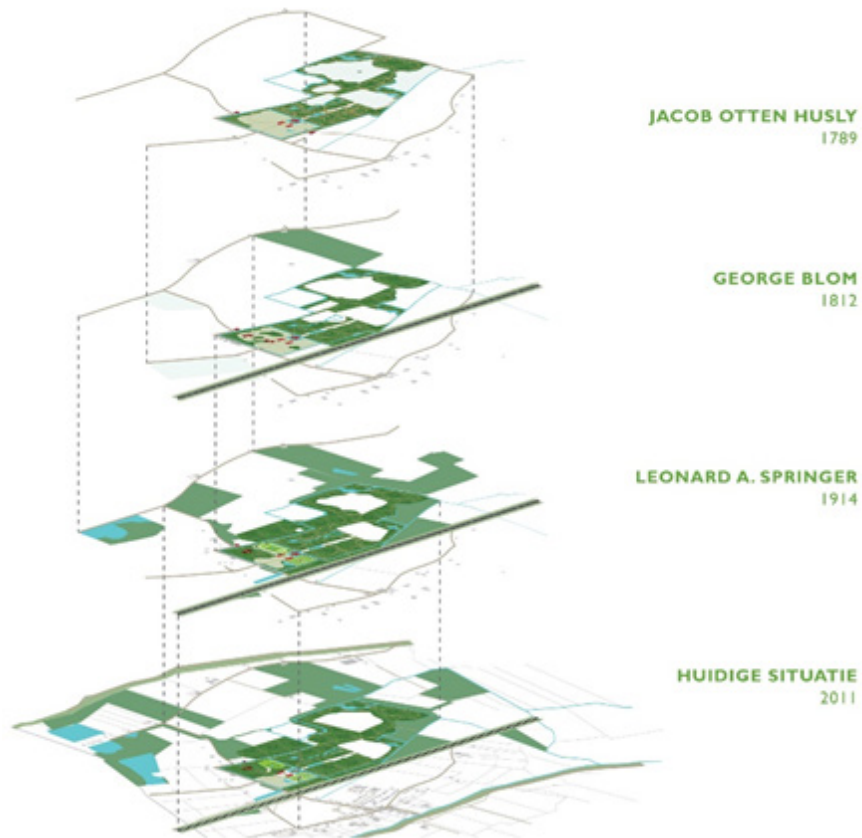 JACOB OTTEN HUSLY
1789
GEORGE BLOM
1812
LEONARD A. SPRINGER
1914
HUIDIGE SITUATIE
2011